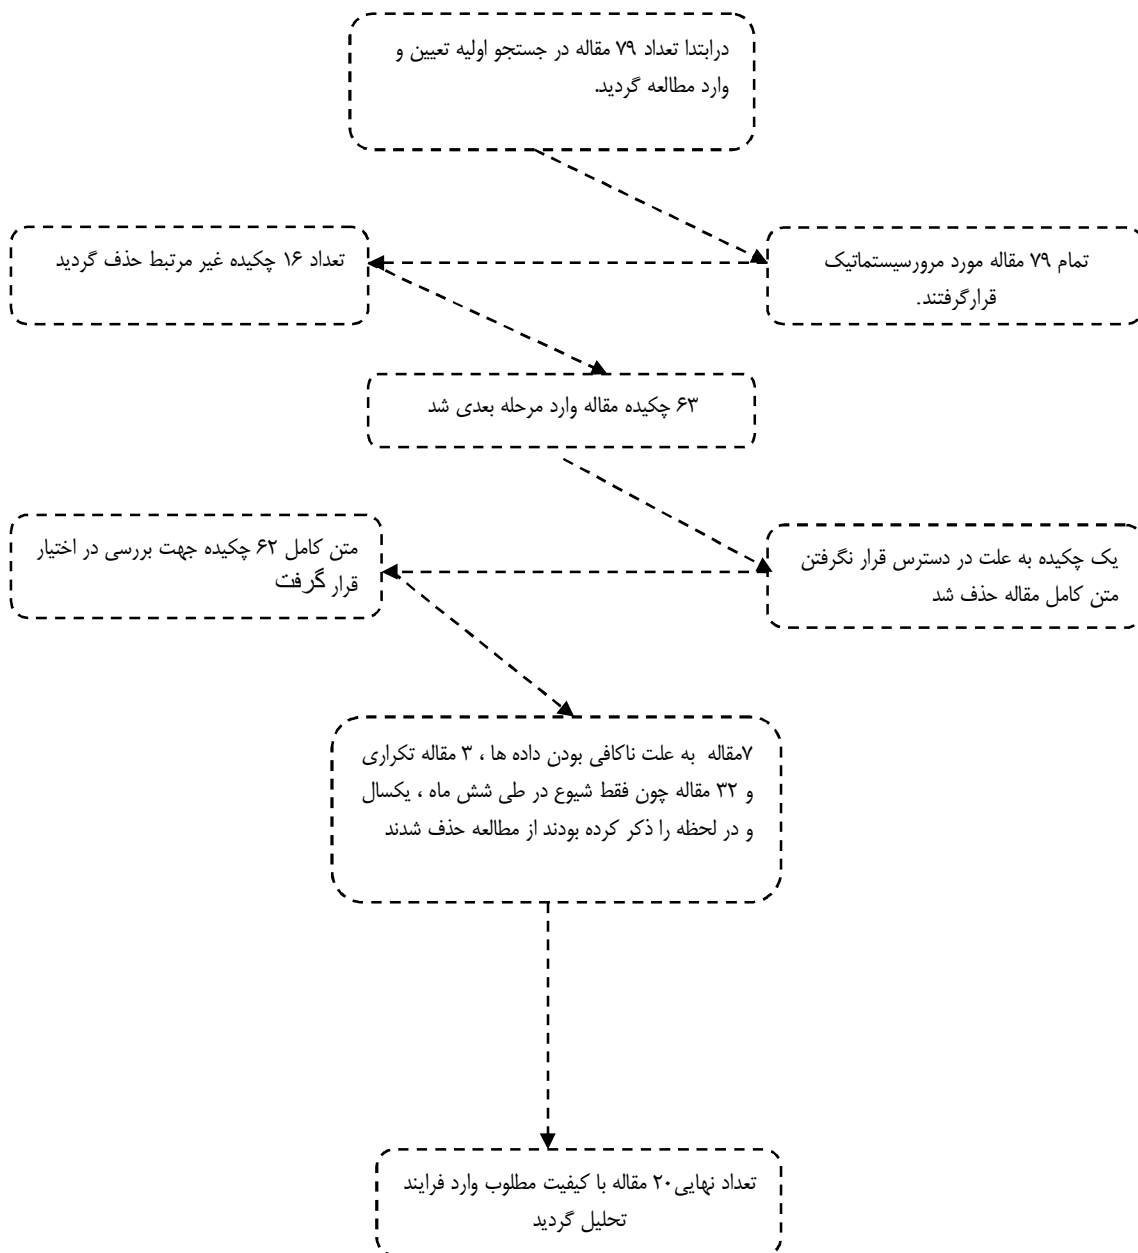 درابتدا تعداد ۷۹ مقاله در جستجو اولیه تعیین و
وارد مطالعه گردید.
تمام ۷۹ مقاله مورد مرورسیستماتیک
قرارگرفتند.
تعداد ۱۶ چکیده غیر مرتبط حذف گردید
۶۳ چکیده مقاله وارد مرحله بعدی شد
یک چکیده به علت در دسترس قرار نگرفتن
متن کامل مقاله حذف شد
متن کامل ۶۲ چکیده جهت بررسی در اختیار
قرار گرفت
۷مقاله به علت ناکافی بودن داده ها ، ۳ مقاله تکراری
و ۳۲ مقاله چون فقط شیوع در طی شش ماه ، یکسال
و در لحظه را ذکر کرده بودند از مطالعه حذف شدند
تعداد نهایی۲۰ مقاله با کیفیت مطلوب وارد فرایند
تحلیل گردید